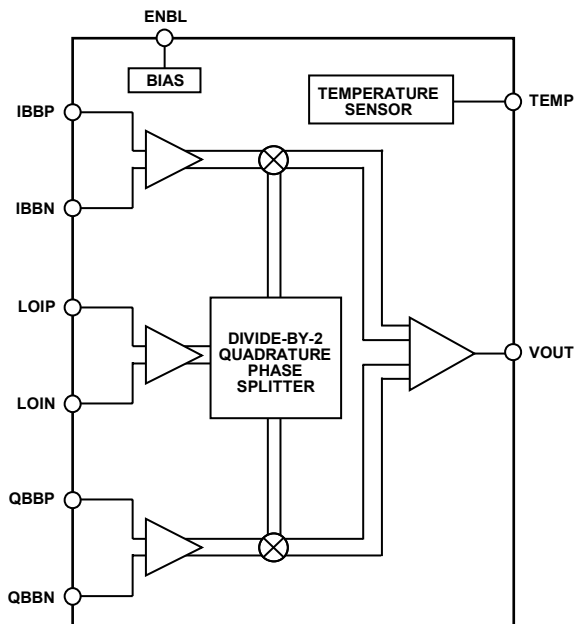 ENBL
BIAS
TEMPERATURE
SENSOR
TEMP
IBBP
IBBN
LOIP
DIVIDE-BY-2
QUADRATURE
PHASE
SPLITTER
VOUT
LOIN
QBBP
QBBN